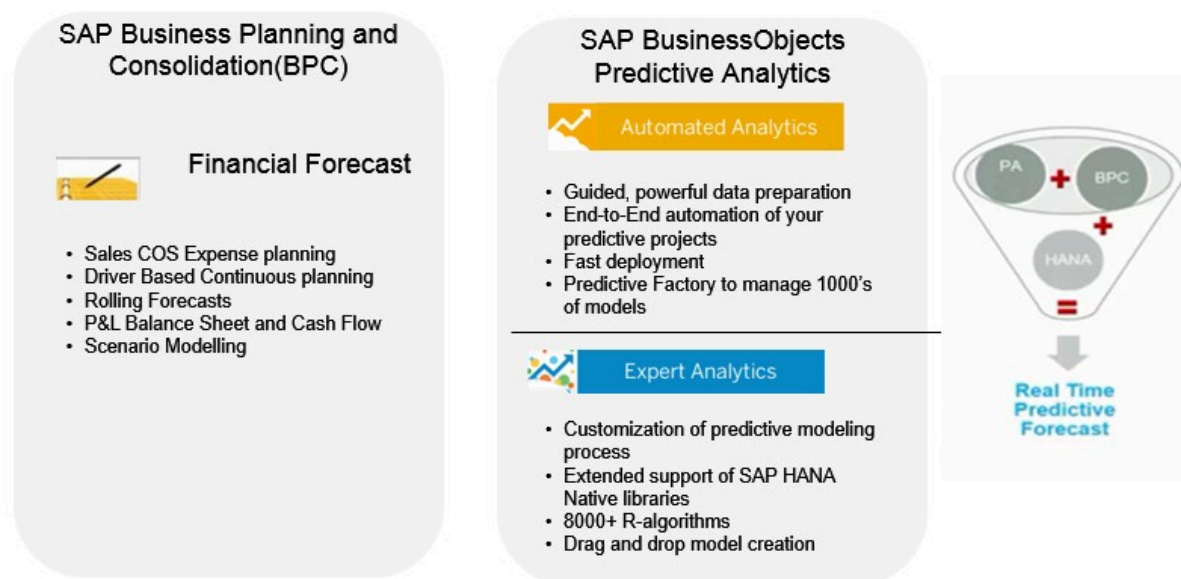 SAP Business Planning and
Consolidation(BPC)
Financial Forecast
• Sales COS Expense planning
• Driver Based Continuous planning
• Rolling Forecasts
• P&L Balance Sheet and Cash Flow
• Scenario Modelling
SAP BusinessObjects
Predictive Analytics
Automated Analytics
• Guided, powerful data preparation
• End-to-End automation of your
predictive projects
• Fast deployment
• Predictive Factory to manage 1000's
of models
Expert Analytics
• Customization of predictive modeling
process
• Extended support of SAP HANA
Native libraries
• 8000+ R-algorithms
• Drag and drop model creation
PA + BPC
+
HANA
=
Real Time
Predictive
Forecast